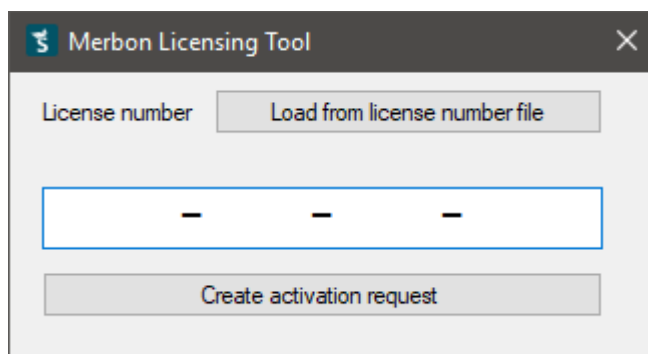 Merbon Licensing Tool
License number Load from license number file
– – –
Create activation request